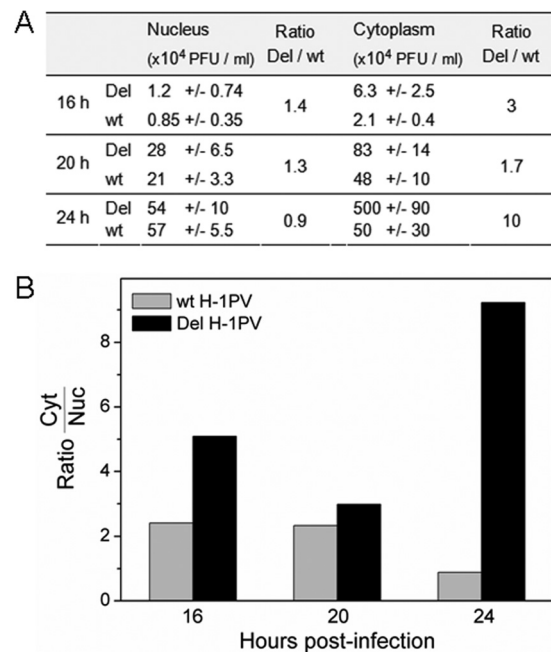 A
Nucleus Ratio Cytoplasm Ratio
(x10⁴ PFU / ml) Del / wt (x10⁴ PFU / ml) Del / wt
16 h Del 1.2 +/- 0.74 1.4 6.3 +/- 2.5 3
wt 0.85 +/- 0.35 2.1 +/- 0.4
20 h Del 28 +/- 6.5 1.3 83 +/- 14 1.7
wt 21 +/- 3.3 48 +/- 10
24 h Del 54 +/- 10 0.9 500 +/- 90 10
wt 57 +/- 5.5 50 +/- 30
B
wt H-1PV
Del H-1PV
8
6
4
2
0
Ratio Cyt
Nuc
16 20 24
Hours post-infection